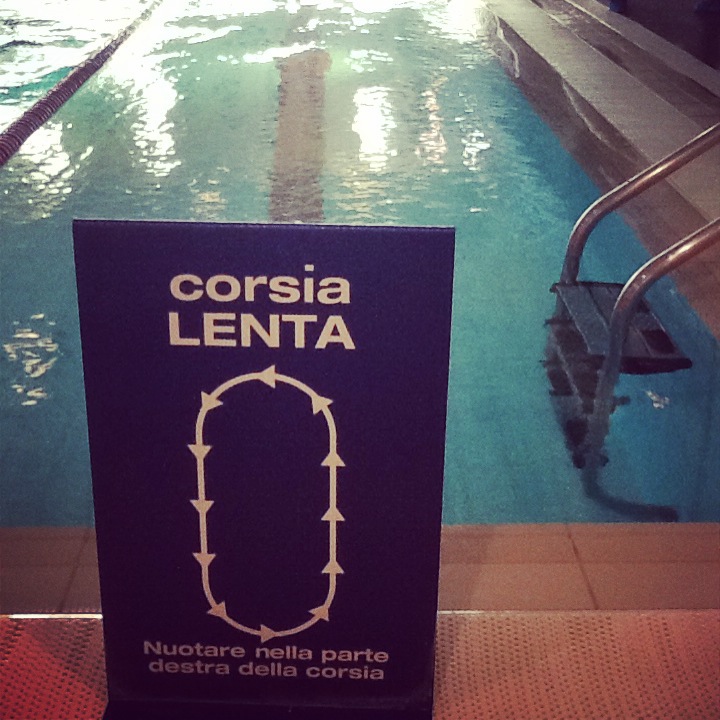 corsia
LENTA
Nuotare nella parte
destra della corsia